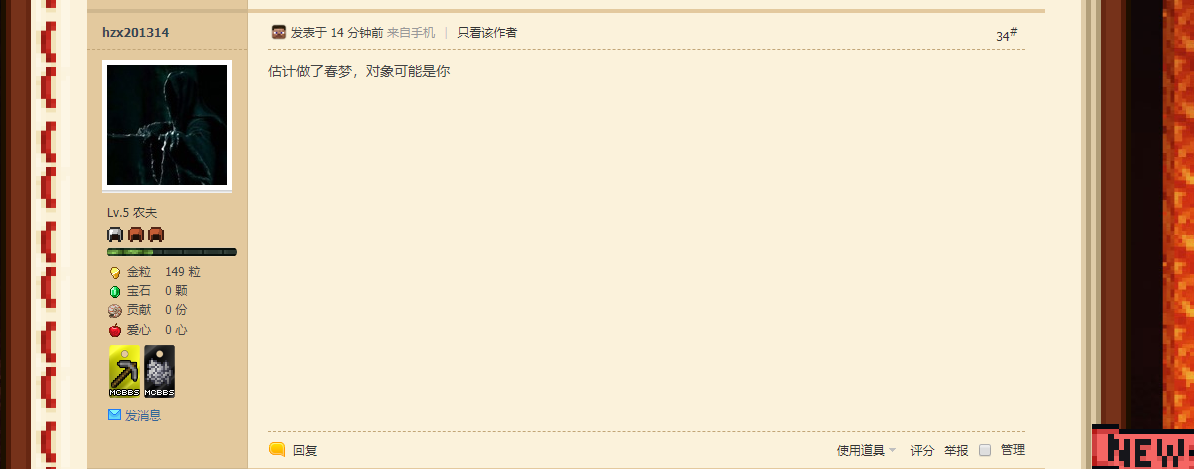 hzx201314
发表于 14 分钟前 来自手机 | 只看该作者
34#
估计做了春梦，对象可能是你
Lv.5 农夫
金粒 149 粒
宝石 0 颗
贡献 0 份
爱心 0 心
MCBBS MCBBS
发消息
回复
使用道具 评分 举报 管理
NEW